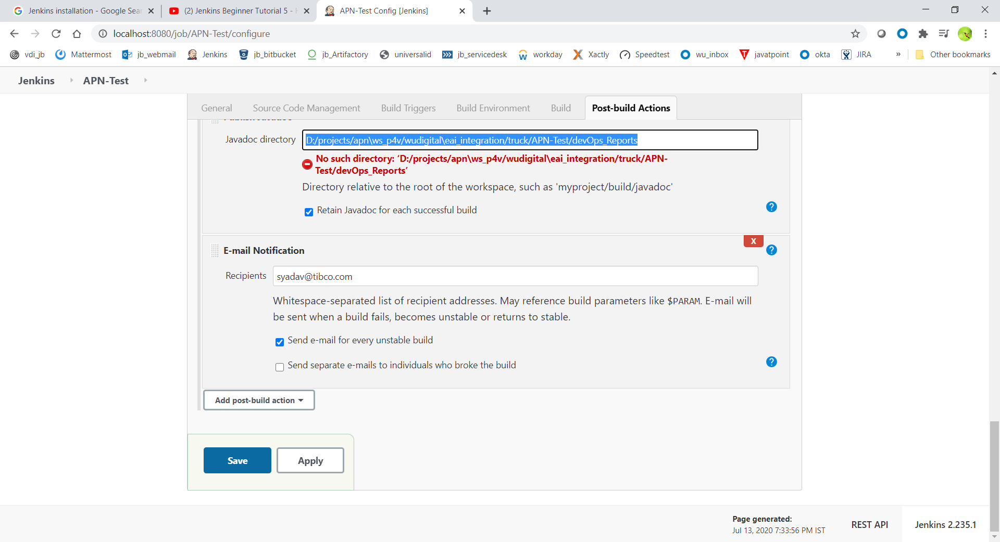 Jenkins installation - Google Sear
(2) Jenkins Beginner Tutorial 5 -
APN-Test Config [Jenkins]
localhost:8080/job/APN-Test/configure
vdi_jb Mattermost jb_webmail Jenkins jb_bitbucket jb_Artifactory universalid jb_servicedesk workday Xactly Speedtest wu_inbox javatpoint okta JIRA » Other bookmarks
Jenkins APN-Test
General Source Code Management Build Triggers Build Environment Build Post-build Actions
Javadoc directory D:/projects/apn\ws_p4v/wudigital\eai_integration/truck/APN-Test/devOps_Reports
No such directory: ‘D:/projects/apn\ws_p4v/wudigital\eai_integration/truck/APN-
Test/devOps_Reports’
Directory relative to the root of the workspace, such as 'myproject/build/javadoc'
Retain Javadoc for each successful build
?
X
E-mail Notification
?
Recipients syadav@tibco.com
Whitespace-separated list of recipient addresses. May reference build parameters like $PARAM. E-mail will
be sent when a build fails, becomes unstable or returns to stable.
Send e-mail for every unstable build
Send separate e-mails to individuals who broke the build
?
Add post-build action
Save Apply
Page generated:
Jul 13, 2020 7:33:56 PM IST
REST API
Jenkins 2.235.1